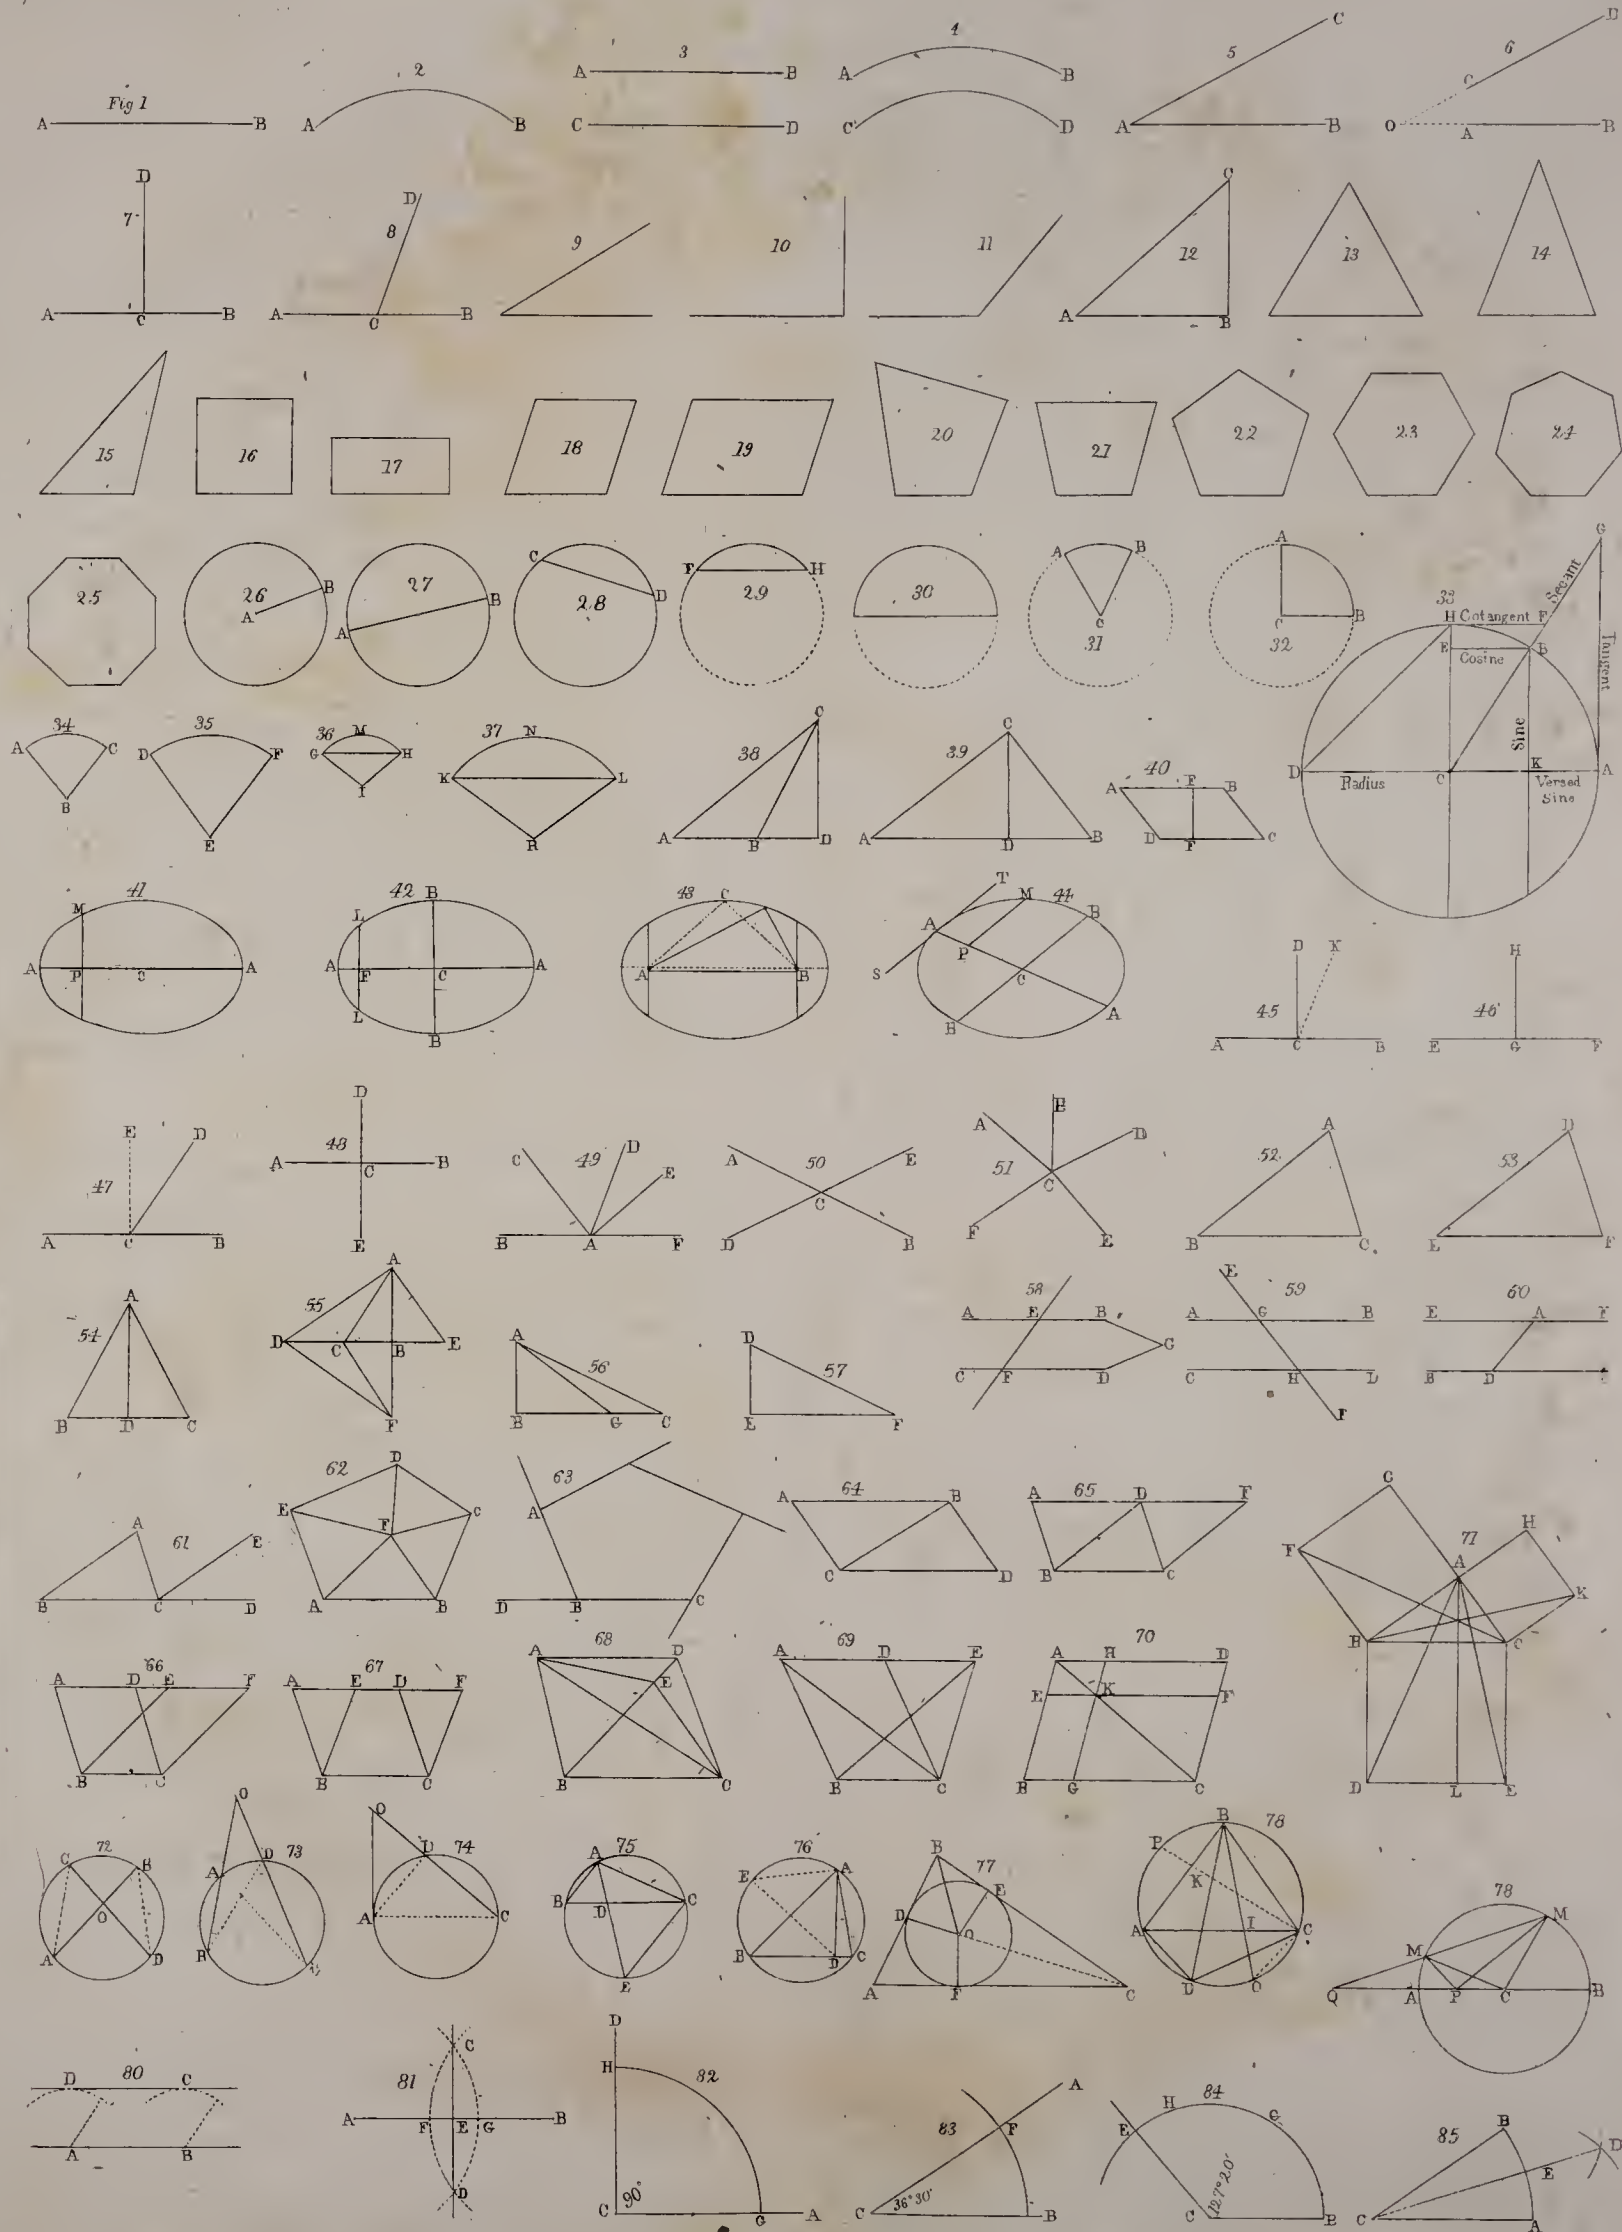 Fig 1
A B
2
A B
3
A B
C D
4
A B
C D
5
A B C
6
O A B C D
7
A C B D
8
A C B D
9
10
11
12
A B C
13
14
15
16
17
18
19
20
21
22
23
24
25
26
A B
27
A B
28
C D
29
F H
30
31
A B
C
32
A
C B
33
G
Secant
H Cotangent F
E B
Cosine
Tangent
Sine
D C K A
Radius
Versed
Sine
34
A C
B
35
D F
E
36
M
G H
I
37
N
K L
R
38
C
A B D
39
C
A D B
40
A F B
D F C
41
M
A P C A
42
B
L
A F C A
L
B
43
C
A B
44
T
M
A B
P
S C
B A
45
D K
A C B
46
H
E G F
47
E D
A C B
48
D
A C B
E
49
C D
E
B A F
50
A E
C
D B
51
A E D
C
F E
52
A
B C
53
D
E F
54
A
B D C
55
A
D C B E
F
56
A
B G C
57
D
E F
58
A E B
G
C F D
59
E
A G B
C H D
F
60
E A F
B D
61
A E
B C D
62
D
E C
F
A B
63
A
D B C
64
A B
C D
65
A D F
B C
66
A D E F
B C
67
A E D F
B C
68
A D
E
B C
69
A D E
B C
70
A H D
E K F
B G C
71
G
H
F A
K
B C
D L E
72
C B
O
A D
73
O
A D
B
74
O
D
A C
75
A
B D C
E
76
E A
B D C
77
B
E
D
O
A F C
78
B
P
K
A I C
D O
78
M
M
Q A P C B
80
D C
A B
81
C
A F E G B
D
82
D
H
C 90° G A
83
A
F
C 36°30' B
84
H G
E
C 127°20' B
85
B
D
E
C A